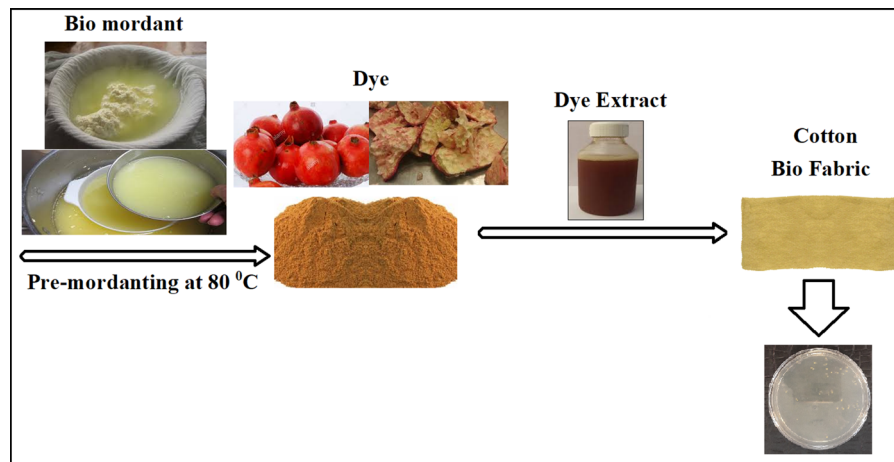 Bio mordant
Dye
Dye Extract
Cotton
Bio Fabric
Pre-mordanting at 80 ⁰C